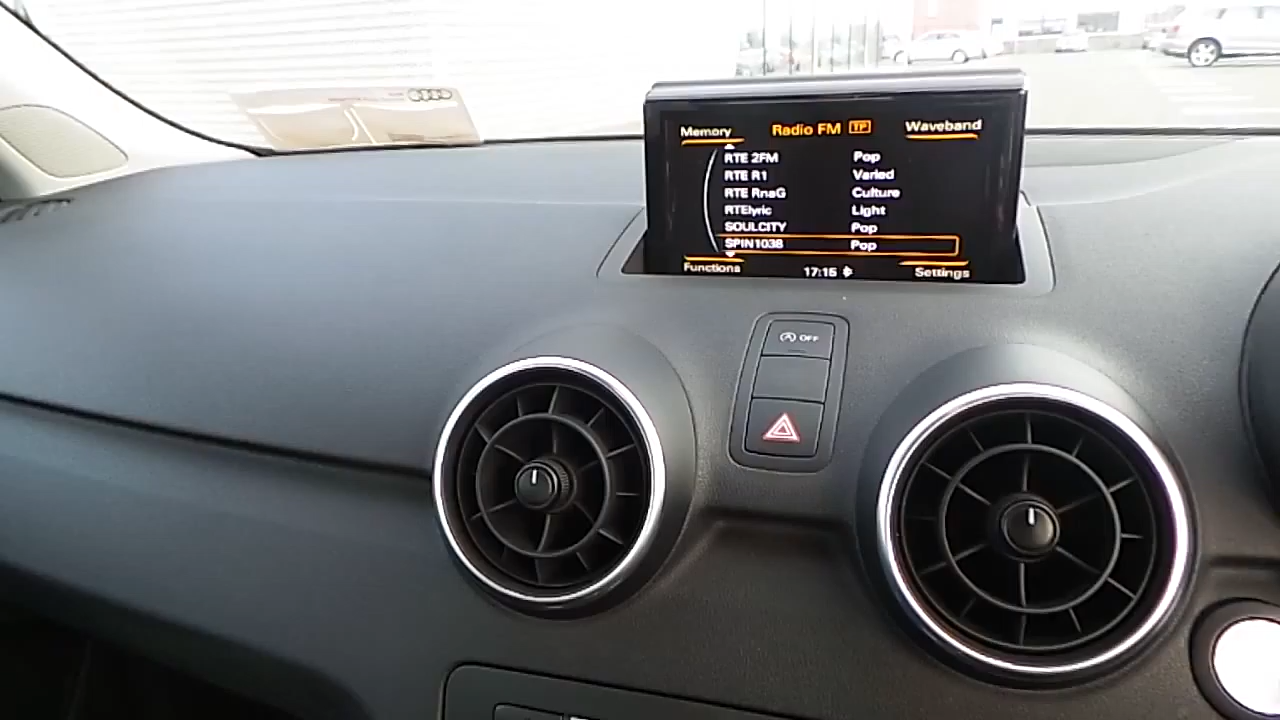 Memory Radio FM TP Waveband
RTE 2FM Pop
RTE R1 Varied
RTE RnaG Culture
RTElyric Light
SOULCITY Pop
SPIN1038 Pop
Functions 17:15 Settings
OFF